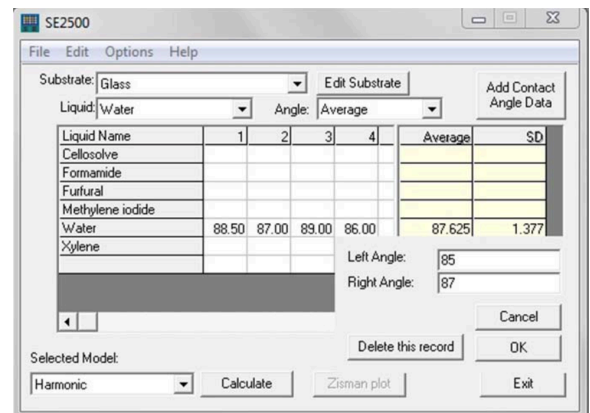 SE2500
File Edit Options Help
Substrate: Glass Edit Substrate Add Contact Angle Data
Liquid: Water Angle: Average
Liquid Name 1 2 3 4 Average SD
Cellosolve
Formamide
Furfural
Methylene iodide
Water 88.50 87.00 89.00 86.00 87.625 1.377
Xylene
Left Angle: 85
Right Angle: 87
Cancel
Delete this record OK
Selected Model:
Harmonic Calculate Zisman plot Exit